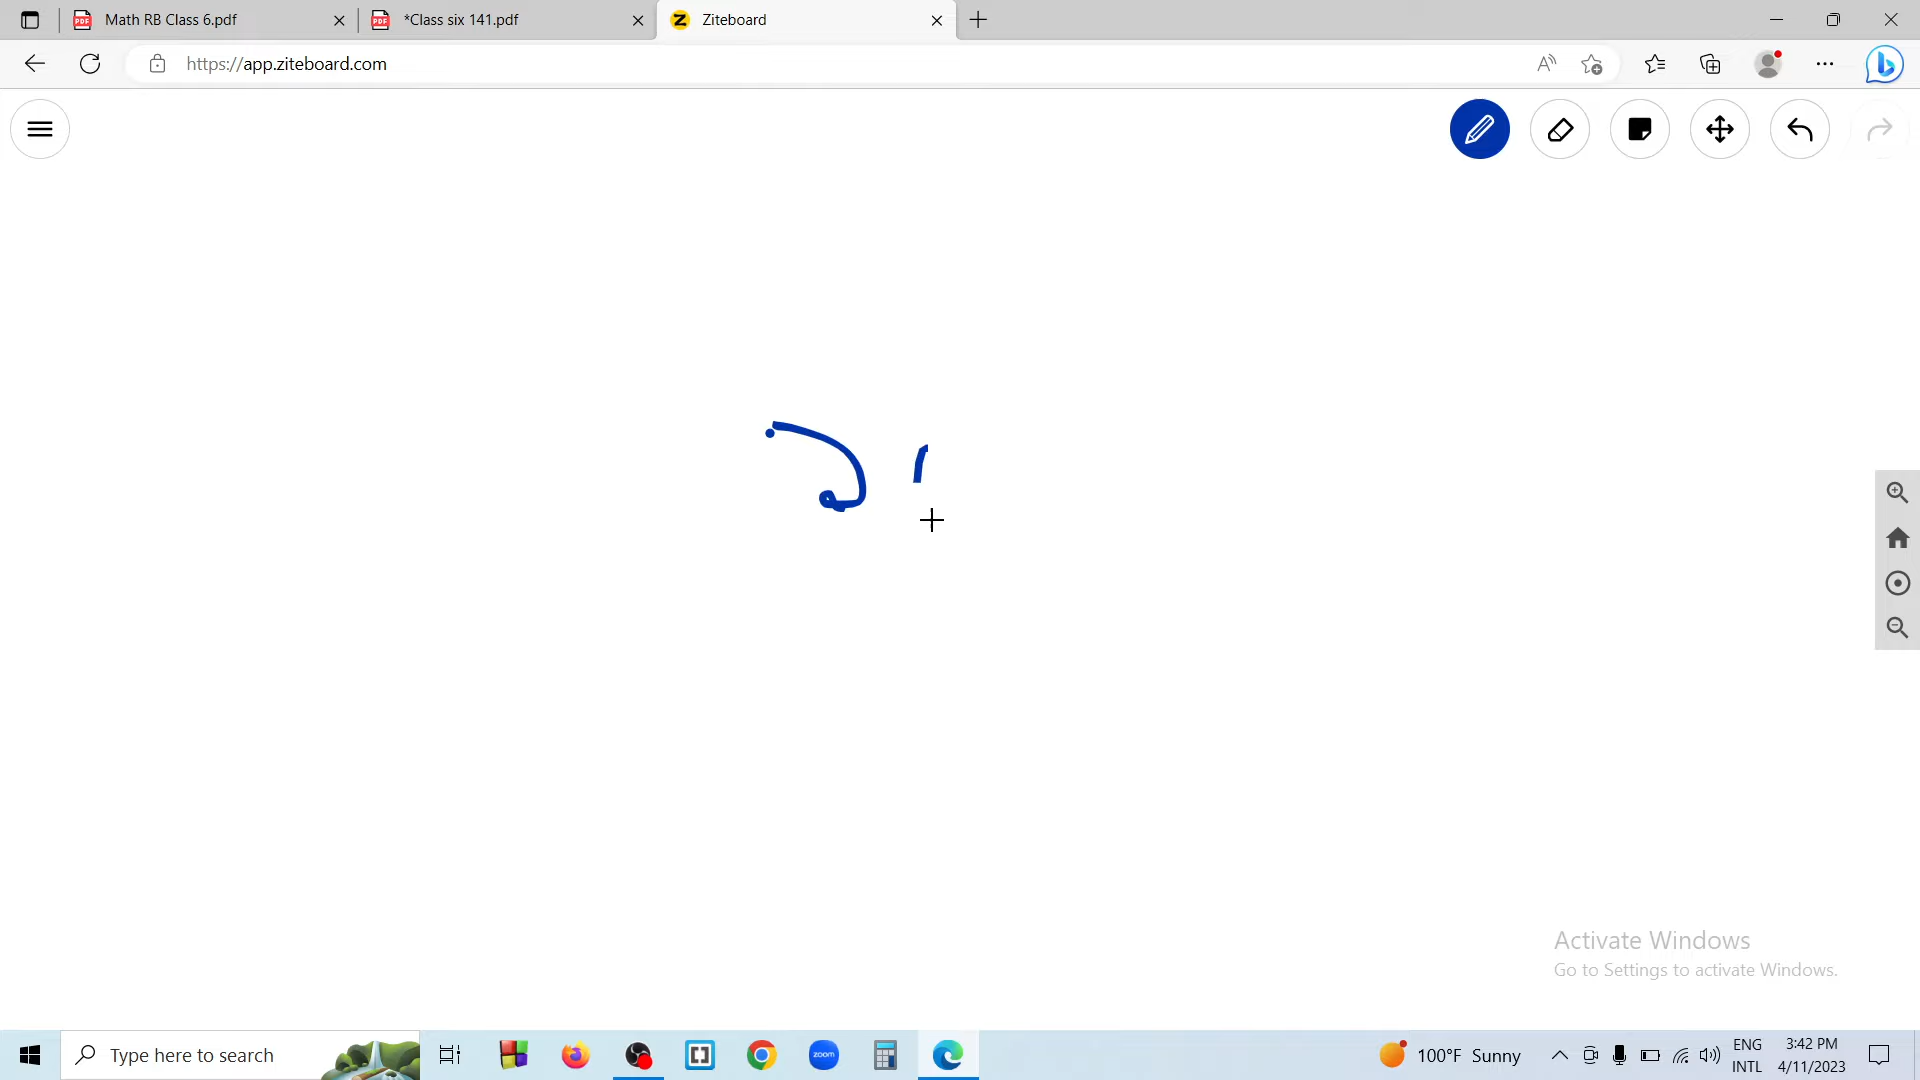 Math RB Class 6.pdf
*Class six 141.pdf
Ziteboard
https://app.ziteboard.com
Activate Windows
Go to Settings to activate Windows.
Type here to search
zoom
100°F Sunny
ENG
INTL
3:42 PM
4/11/2023